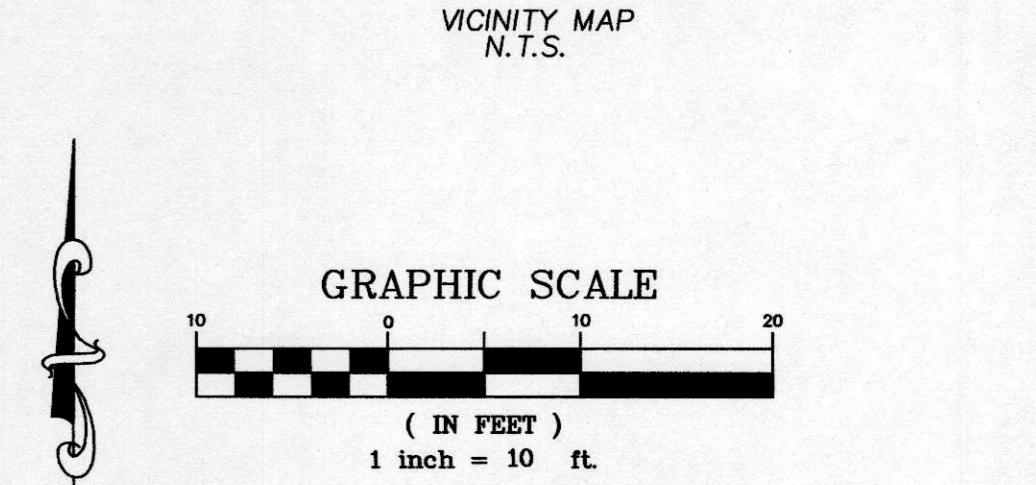 VICINITY MAP
N.T.S.
GRAPHIC SCALE
10 0 10 20
( IN FEET )
1 inch = 10 ft.